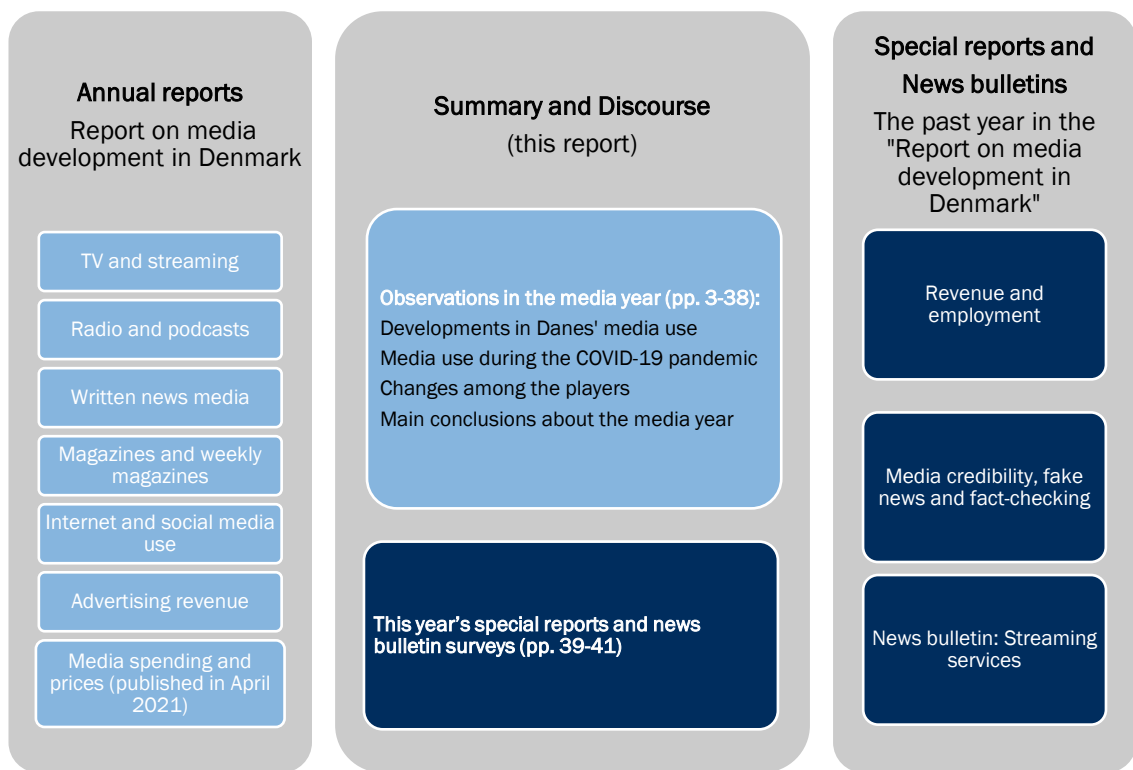 Annual reports
Report on media
development in Denmark
TV and streaming
Radio and podcasts
Written news media
Magazines and weekly
magazines
Internet and social media
use
Advertising revenue
Media spending and
prices (published in April
2021)
Summary and Discourse
(this report)
Observations in the media year (pp. 3-38):
Developments in Danes' media use
Media use during the COVID-19 pandemic
Changes among the players
Main conclusions about the media year
This year’s special reports and news
bulletin surveys (pp. 39-41)
Special reports and
News bulletins
The past year in the
"Report on media
development in
Denmark"
Revenue and
employment
Media credibility, fake
news and fact-checking
News bulletin: Streaming
services